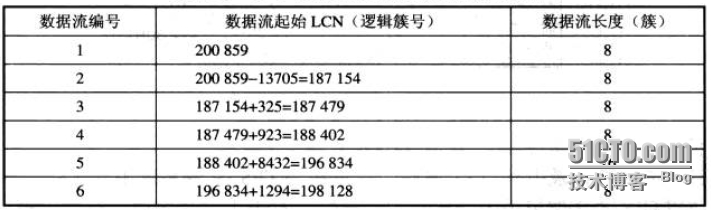 数据流编号 数据流起始 LCN（逻辑簇号） 数据流长度（簇）
1 200 859 8
2 200 859−13705=187 154 8
3 187 154+325=187 479 8
4 187 479+923=188 402 8
5 188 402+8432=196 834
6 196 834+1294=198 128 8
51CTO.com
技术博客 Blog